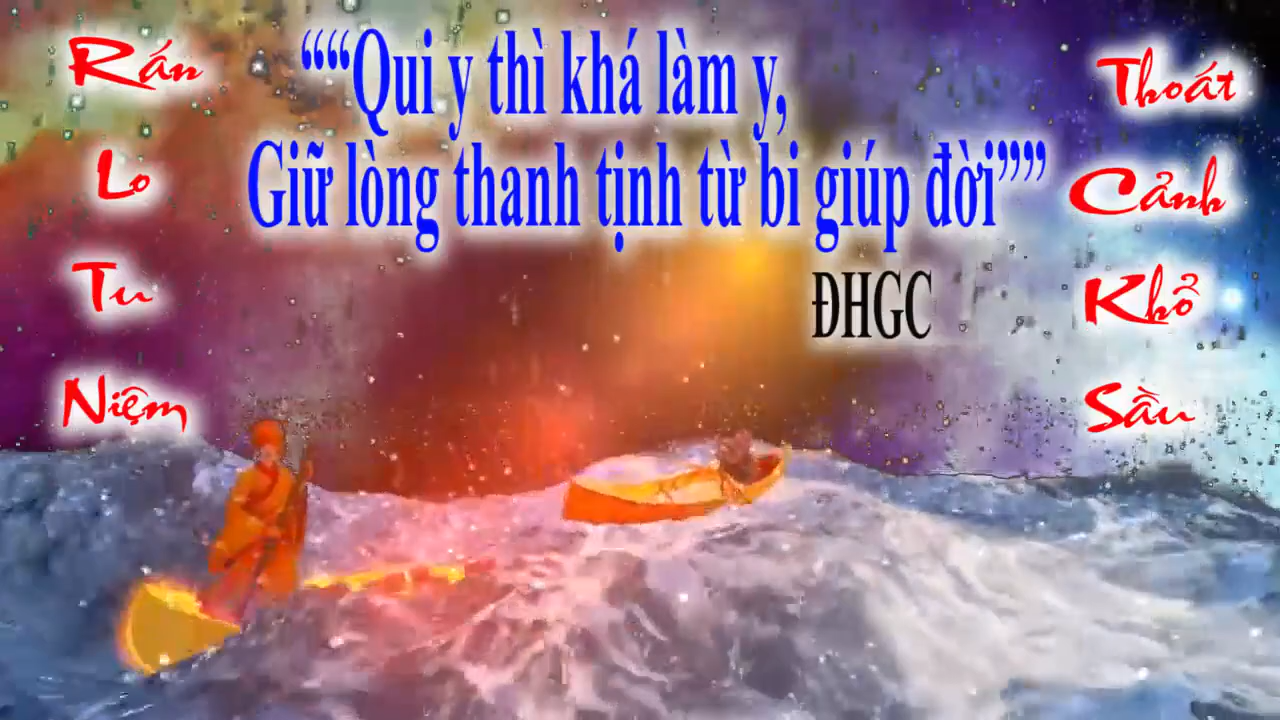 Rán
Lo
Tu
Niệm
““Qui y thì khá làm y,
Giữ lòng thanh tịnh từ bi giúp đời””
ĐHGC
Thoát
Cảnh
Khổ
Sầu